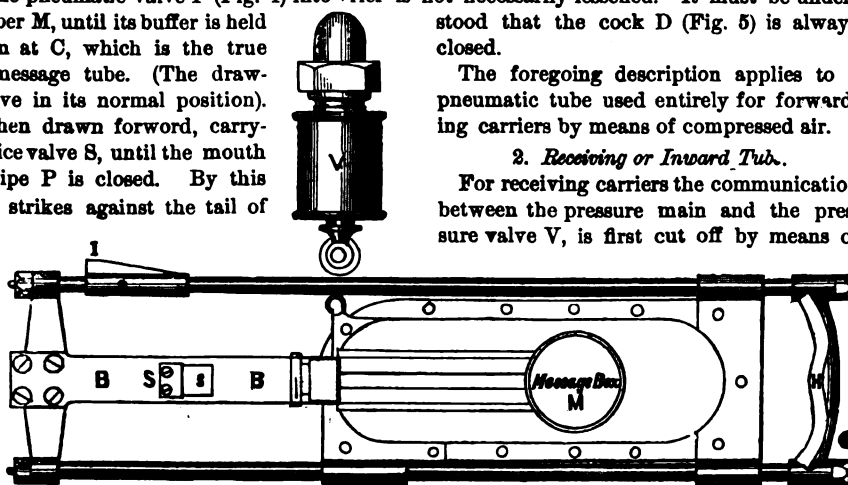 per M, until its buffer is held
n at C, which is the true
message tube. (The draw-
ve in its normal position).
hen drawn forword, carry-
ice valve S, until the mouth
ipe P is closed. By this
strikes against the tail of
V
stood that the cock D (Fig. 5) is always
closed.
The foregoing description applies to
pneumatic tube used entirely for forward-
ing carriers by means of compressed air.
2. Receiving or Inward Tub..
For receiving carriers the communicatio
between the pressure main and the pres
sure valve V, is first cut off by means o
I
B S s B
Message Box
M
H